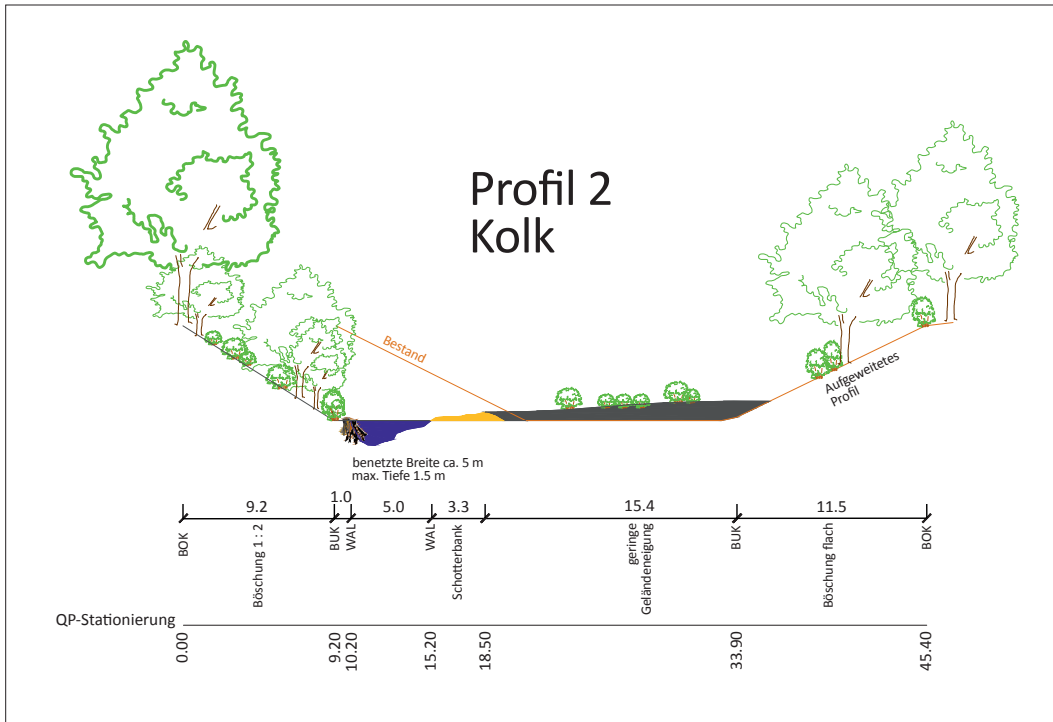 Profil 2
Kolk
Bestand
Aufgeweitetes
Profil
benetzte Breite ca. 5 m
max. Tiefe 1.5 m
9.2
1.0
5.0
3.3
15.4
11.5
BOK
Böschung 1 : 2
BUK
WAL
WAL
Schotterbank
geringe
Geländeneigung
BUK
Böschung flach
BOK
QP-Stationierung
0.00
9.20
10.20
15.20
18.50
33.90
45.40